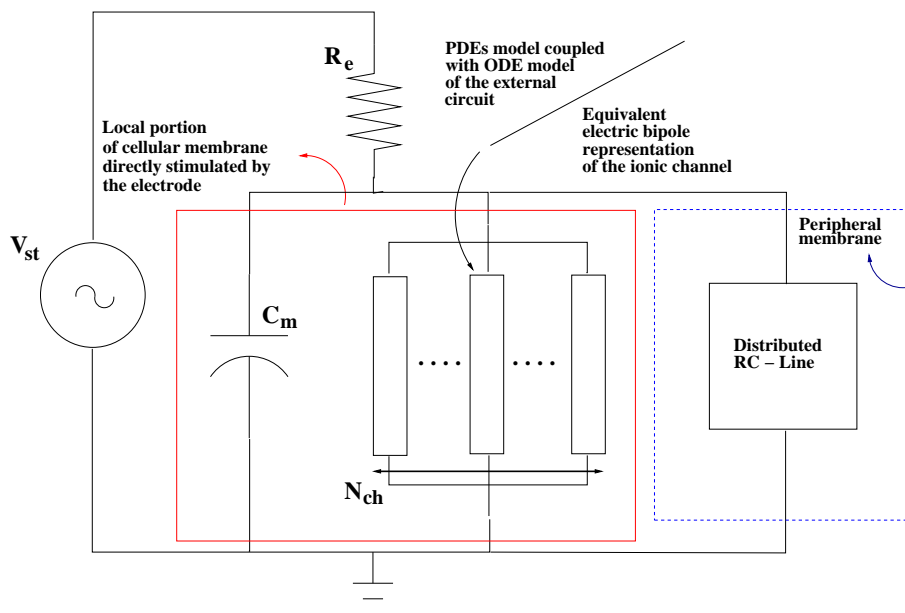 R e
PDEs model coupled
with ODE model
of the external
circuit
Equivalent
electric bipole
representation
of the ionic channel
Local portion
of cellular membrane
directly stimulated by
the electrode
V st
C m
N ch
Peripheral
membrane
Distributed
RC – Line